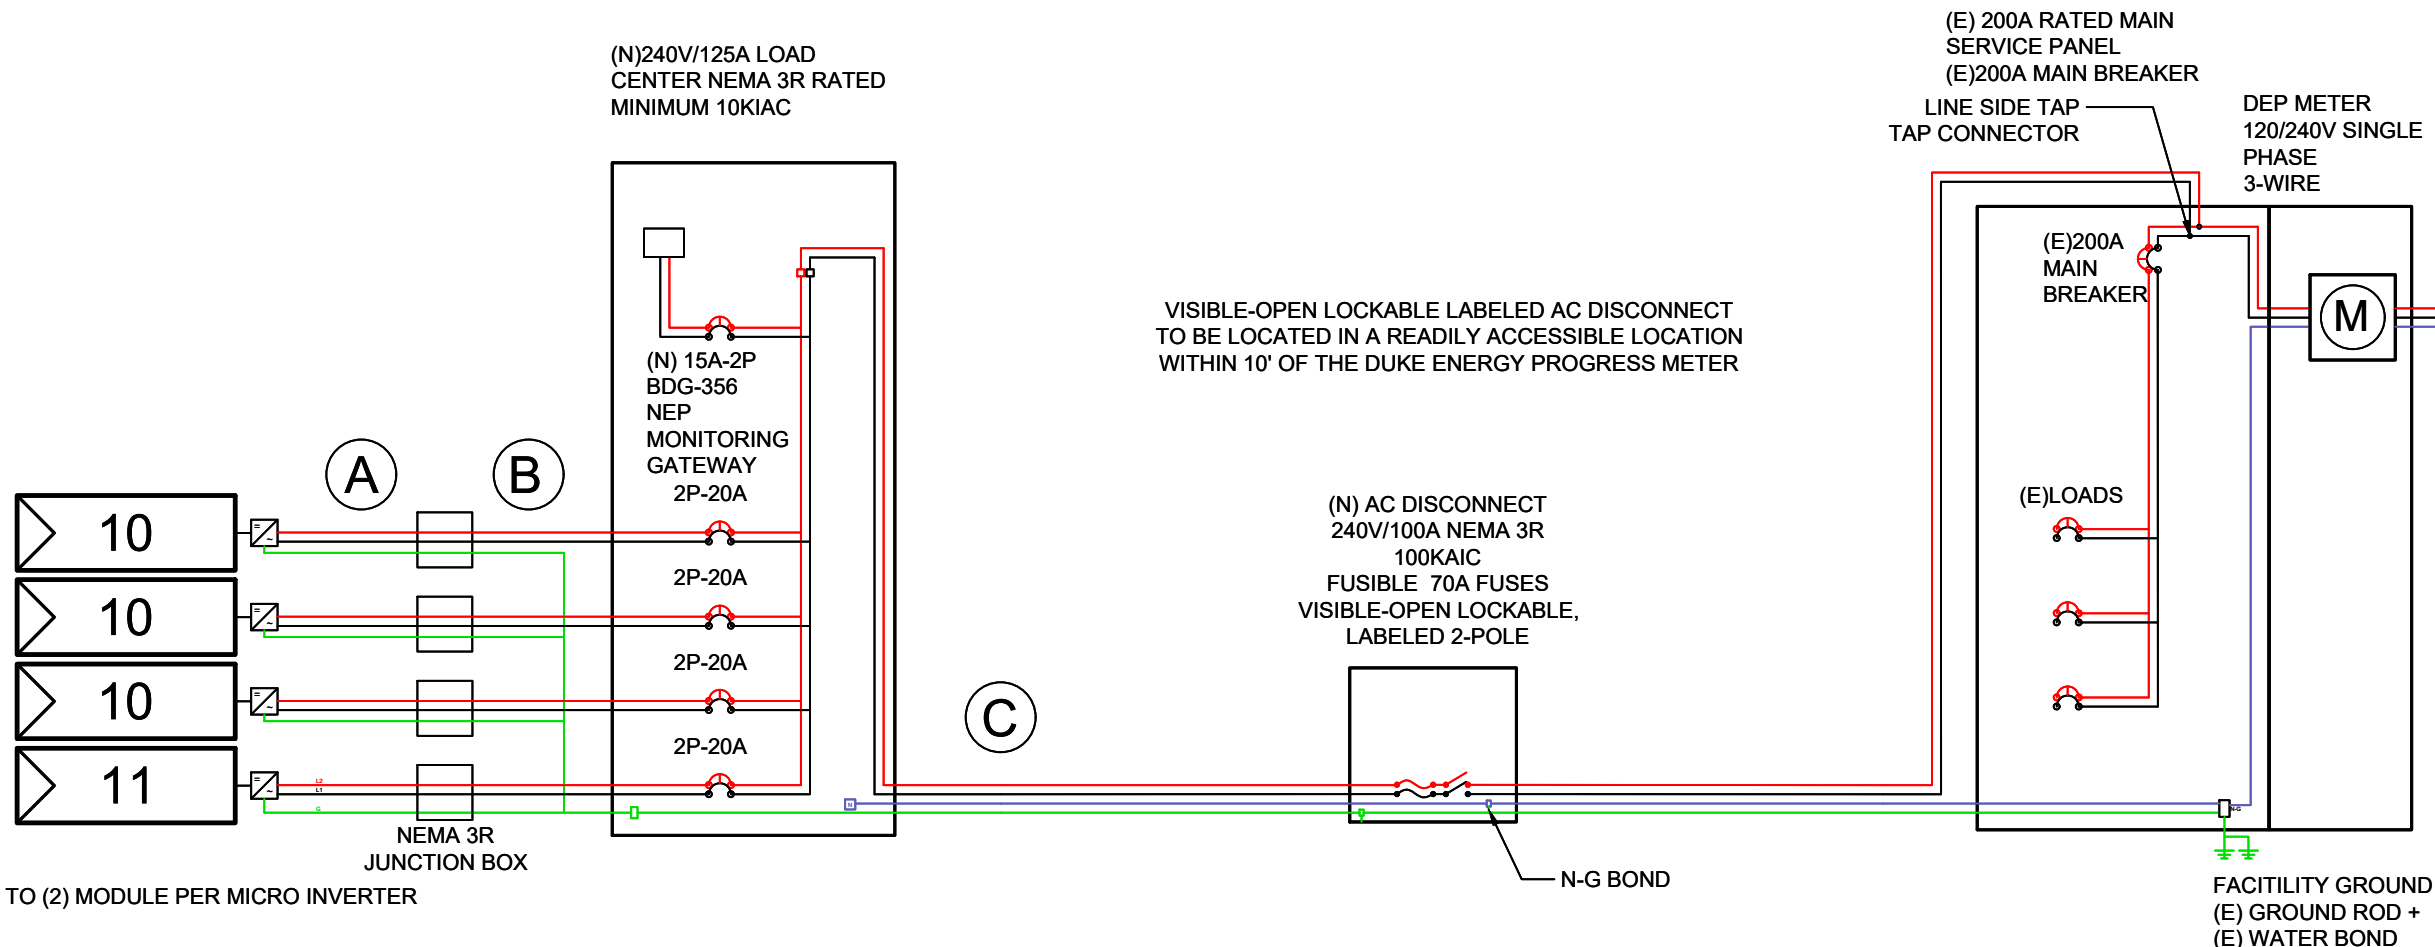 (N)240V/125A LOAD
CENTER NEMA 3R RATED
MINIMUM 10KIAC
(E) 200A RATED MAIN
SERVICE PANEL
(E)200A MAIN BREAKER
LINE SIDE TAP
TAP CONNECTOR
DEP METER
120/240V SINGLE
PHASE
3-WIRE
(E)200A
MAIN
BREAKER
M
VISIBLE-OPEN LOCKABLE LABELED AC DISCONNECT
TO BE LOCATED IN A READILY ACCESSIBLE LOCATION
WITHIN 10' OF THE DUKE ENERGY PROGRESS METER
(N) 15A-2P
BDG-356
NEP
MONITORING
GATEWAY
A
B
2P-20A
2P-20A
2P-20A
2P-20A
10
10
10
11
L2
L1
G
N
C
(N) AC DISCONNECT
240V/100A NEMA 3R
100KAIC
FUSIBLE 70A FUSES
VISIBLE-OPEN LOCKABLE,
LABELED 2-POLE
(E)LOADS
N-G
NEMA 3R
JUNCTION BOX
TO (2) MODULE PER MICRO INVERTER
N-G BOND
FACITILITY GROUND
(E) GROUND ROD +
(E) WATER BOND